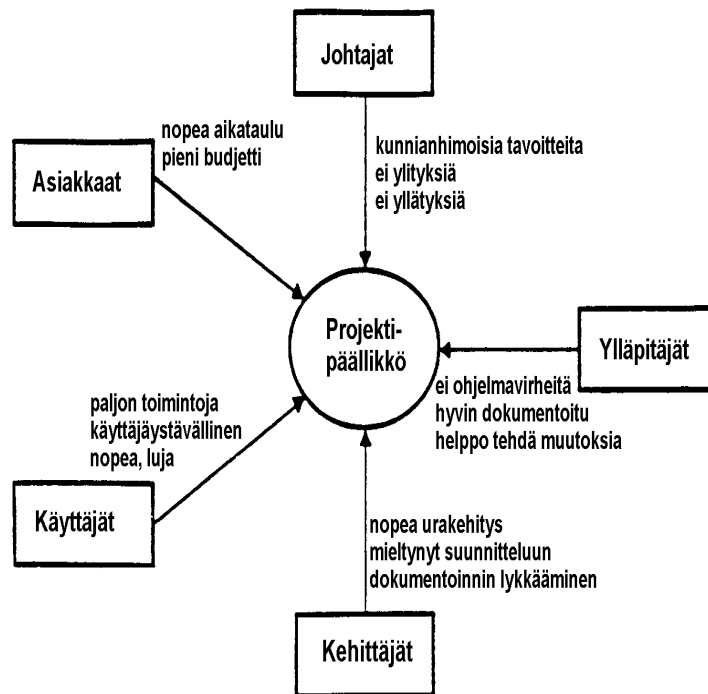 Johtajat
nopea aikataulu
pieni budjetti
Asiakkaat
kunnianhimoisia tavoitteita
ei ylityksiä
ei yllätyksiä
Projekti-
päällikkö
Ylläpitäjät
ei ohjelmavirheitä
hyvin dokumentoitu
helppo tehdä muutoksia
paljon toimintoja
käyttäjäystävällinen
nopea, luja
Käyttäjät
nopea urakehitys
mieltynyt suunnitteluun
dokumentoinnin lykkääminen
Kehittäjät